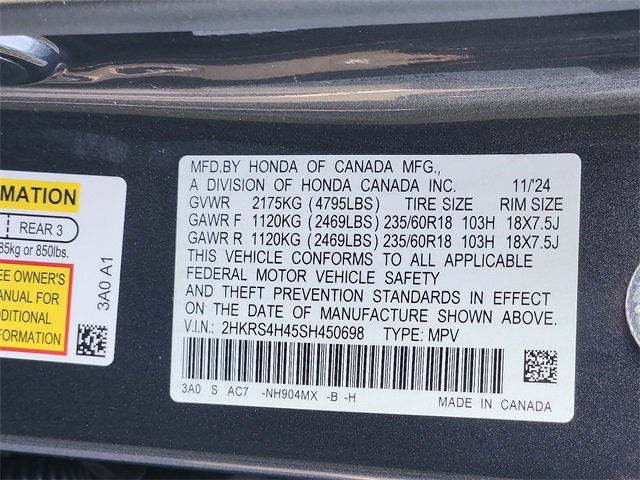 RMATION
REAR 3
85kg or 850lbs.
EE OWNER'S
ANUAL FOR
DDITIONAL
FORMATION
3A0 A1
MFD.BY HONDA OF CANADA MFG.,
A DIVISION OF HONDA CANADA INC. 11/'24
GVWR 2175KG (4795LBS) TIRE SIZE RIM SIZE
GAWR F 1120KG (2469LBS) 235/60R18 103H 18X7.5J
GAWR R 1120KG (2469LBS) 235/60R18 103H 18X7.5J
THIS VEHICLE CONFORMS TO ALL APPLICABLE
FEDERAL MOTOR VEHICLE SAFETY
AND THEFT PREVENTION STANDARDS IN EFFECT
ON THE DATE OF MANUFACTURE SHOWN ABOVE.
V.I.N.: 2HKRS4H45SH450698 TYPE: MPV
3A0 S AC7 -NH904MX -B -H
MADE IN CANADA